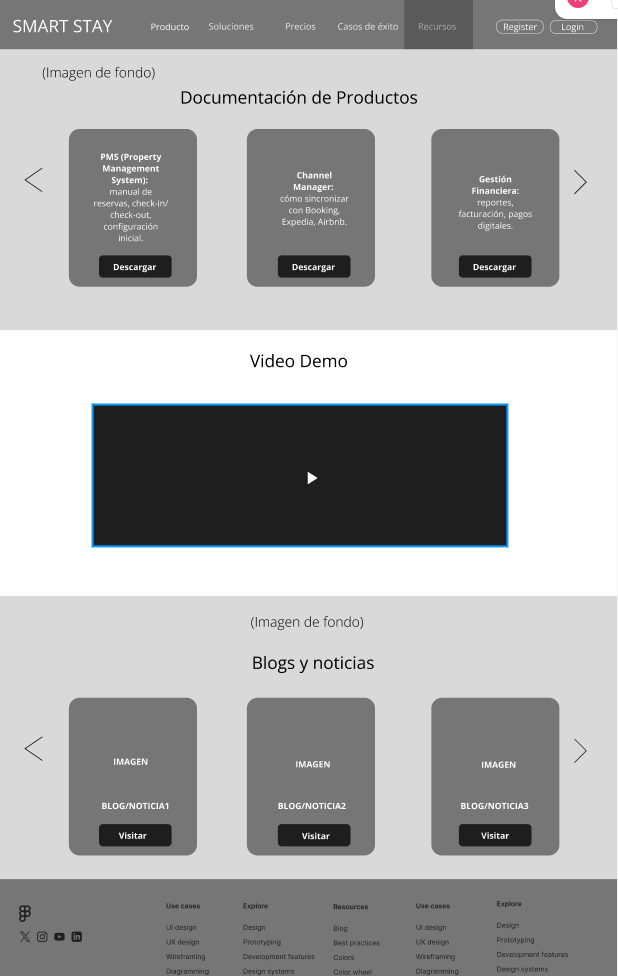 SMART STAY
Producto
Soluciones
Precios
Casos de éxito
Recursos
Register
Login
(Imagen de fondo)
Documentación de Productos
PMS (Property
Management
System):
manual de
reservas, check-in/
check-out,
configuración
inicial.
Descargar
Channel
Manager:
cómo sincronizar
con Booking,
Expedia, Airbnb.
Descargar
Gestión
Financiera:
reportes,
facturación, pagos
digitales.
Descargar
Video Demo
(Imagen de fondo)
Blogs y noticias
IMAGEN
BLOG/NOTICIA1
Visitar
IMAGEN
BLOG/NOTICIA2
Visitar
IMAGEN
BLOG/NOTICIA3
Visitar
Use cases
UI design
UX design
Wireframing
Diagramming
Explore
Design
Prototyping
Development features
Design systems
Resources
Blog
Best practices
Colors
Color wheel
Use cases
UI design
UX design
Wireframing
Diagramming
Explore
Design
Prototyping
Development features
Design systems